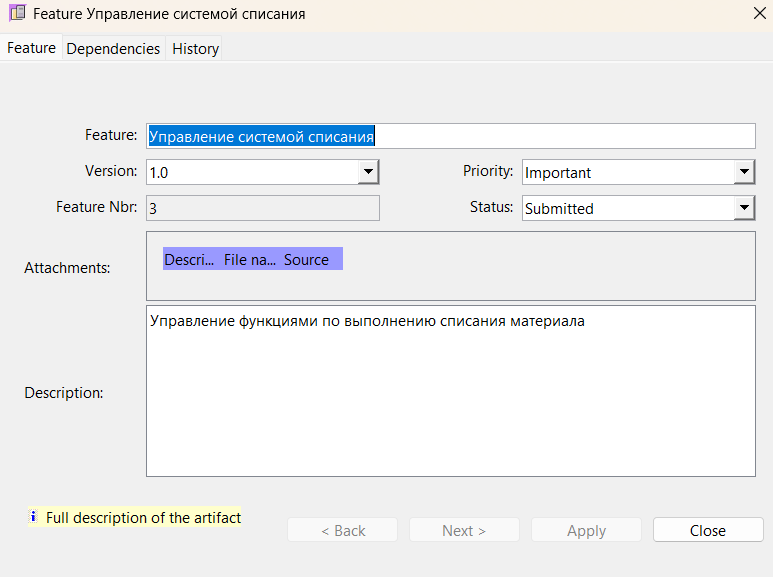 Feature Управление системой списания
Feature Dependencies History
Feature: Управление системой списания
Version: 1.0 Priority: Important
Feature Nbr: 3 Status: Submitted
Attachments: Descri... File na... Source
Управление функциями по выполнению списания материала
Description:
Full description of the artifact
< Back Next > Apply Close